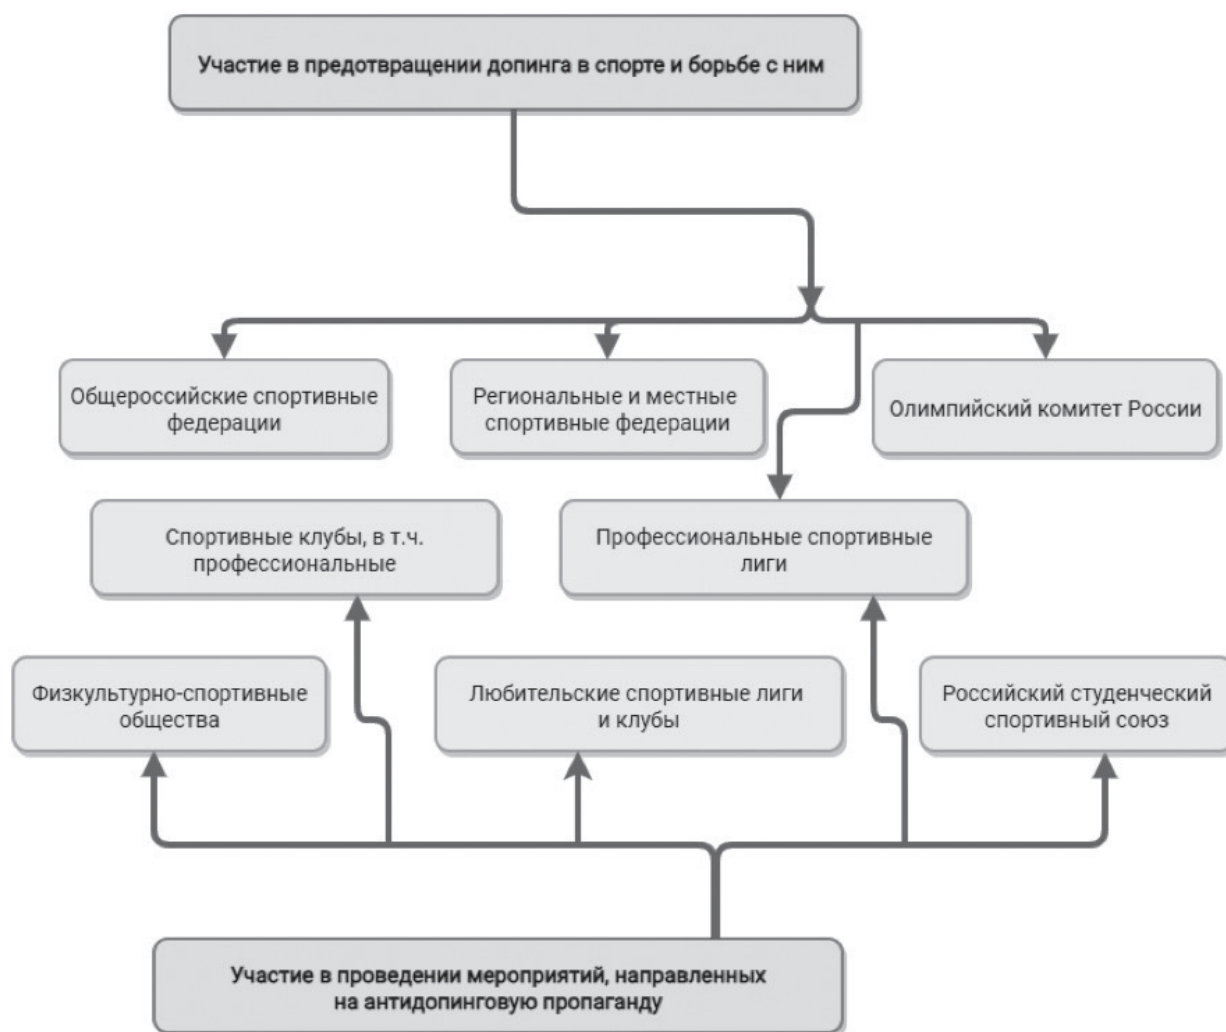 Участие в предотвращении допинга в спорте и борьбе с ним
Общероссийские спортивные
федерации
Региональные и местные
спортивные федерации
Олимпийский комитет России
Спортивные клубы, в т.ч.
профессиональные
Профессиональные спортивные
лиги
Физкультурно-спортивные
общества
Любительские спортивные лиги
и клубы
Российский студенческий
спортивный союз
Участие в проведении мероприятий, направленных
на антидопинговую пропаганду